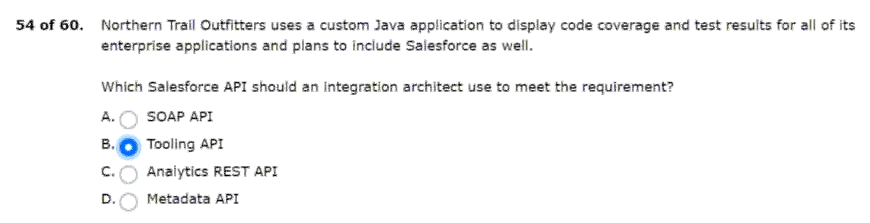 54 of 60. Northern Trail Outfitters uses a custom Java application to display code coverage and test results for all of its
enterprise applications and plans to include Salesforce as well.
Which Salesforce API should an integration architect use to meet the requirement?
A. SOAP API
B. Tooling API
C. Analytics REST API
D. Metadata API